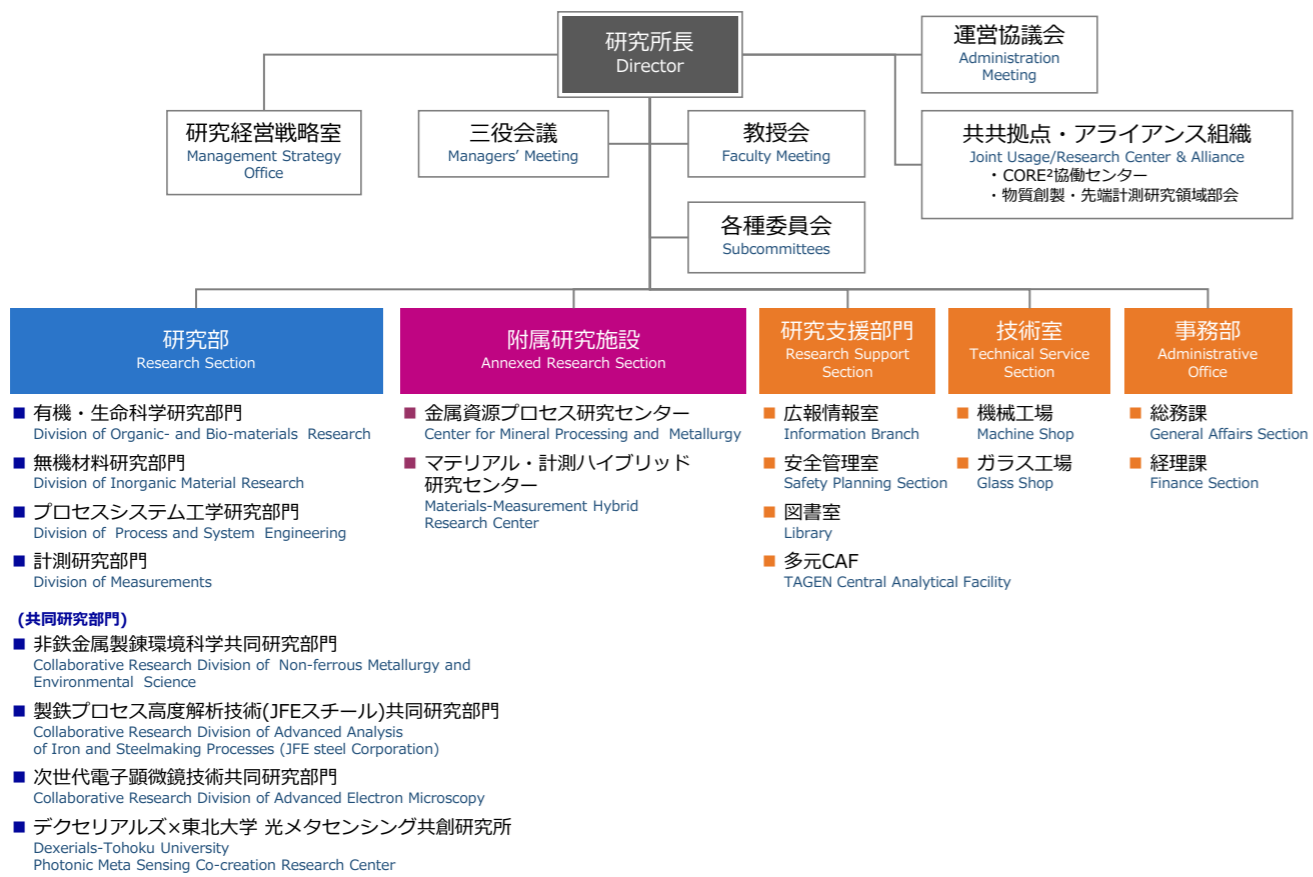 研究所長
Director
運営協議会
Administration
Meeting
研究経営戦略室
Management Strategy
Office
三役会議
Managers' Meeting
教授会
Faculty Meeting
共共拠点・アライアンス組織
Joint Usage/Research Center & Alliance
・CORE²協働センター
・物質創製・先端計測研究領域部会
各種委員会
Subcommittees
研究部
Research Section
有機・生命科学研究部門
Division of Organic- and Bio-materials Research
無機材料研究部門
Division of Inorganic Material Research
プロセスシステム工学研究部門
Division of Process and System Engineering
計測研究部門
Division of Measurements
(共同研究部門)
非鉄金属製錬環境科学共同研究部門
Collaborative Research Division of Non-ferrous Metallurgy and
Environmental Science
製鉄プロセス高度解析技術(JFEスチール)共同研究部門
Collaborative Research Division of Advanced Analysis
of Iron and Steelmaking Processes (JFE steel Corporation)
次世代電子顕微鏡技術共同研究部門
Collaborative Research Division of Advanced Electron Microscopy
デクセリアルズ×東北大学 光メタセンシング共創研究所
Dexerials-Tohoku University
Photonic Meta Sensing Co-creation Research Center
附属研究施設
Annexed Research Section
金属資源プロセス研究センター
Center for Mineral Processing and Metallurgy
マテリアル・計測ハイブリッド
研究センター
Materials-Measurement Hybrid
Research Center
研究支援部門
Research Support
Section
広報情報室
Information Branch
安全管理室
Safety Planning Section
図書室
Library
多元CAF
TAGEN Central Analytical Facility
技術室
Technical Service
Section
機械工場
Machine Shop
ガラス工場
Glass Shop
事務部
Administrative
Office
総務課
General Affairs Section
経理課
Finance Section